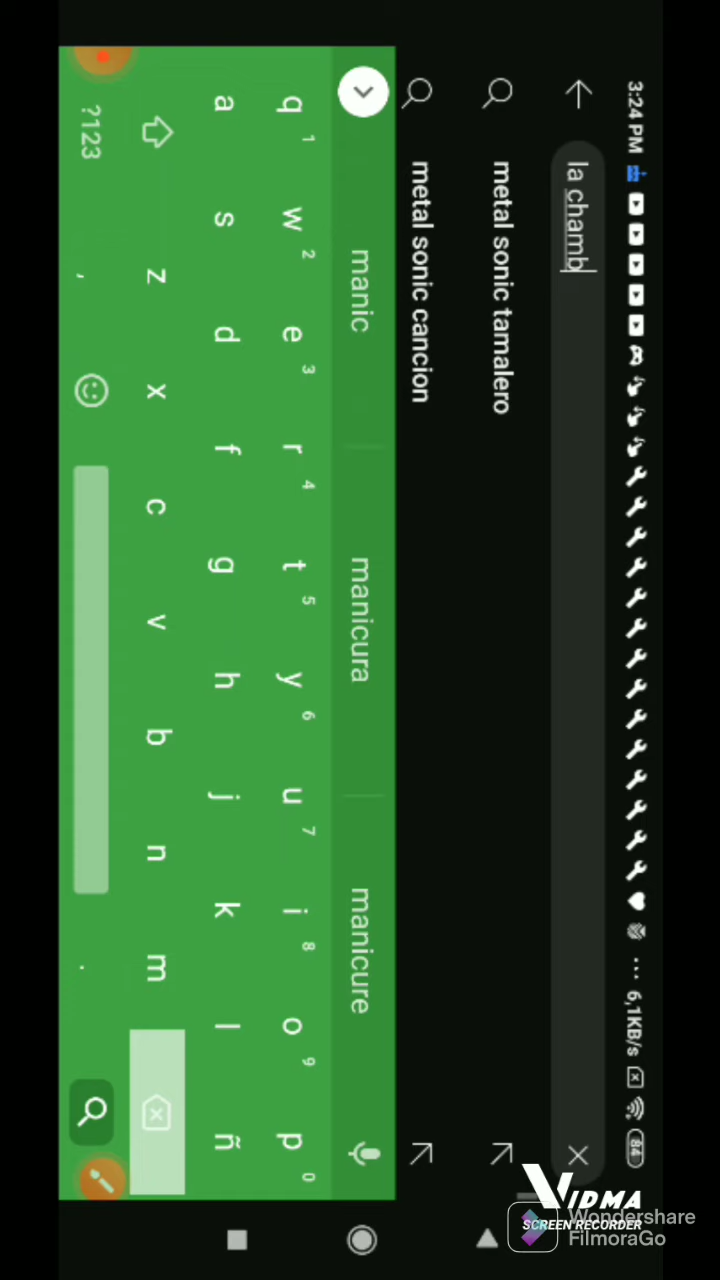 3:24 PM ... 6,1KB/s 84
la chamb
metal sonic tamalero
metal sonic cancion
manic manicura manicure
q 1 w 2 e 3 r 4 t 5 y 6 u 7 i 8 o 9 p 0
a s d f g h j k l ñ
z x c v b n m
?123 , .
VIDMA
SCREEN RECORDER
Wondershare
FilmoraGo